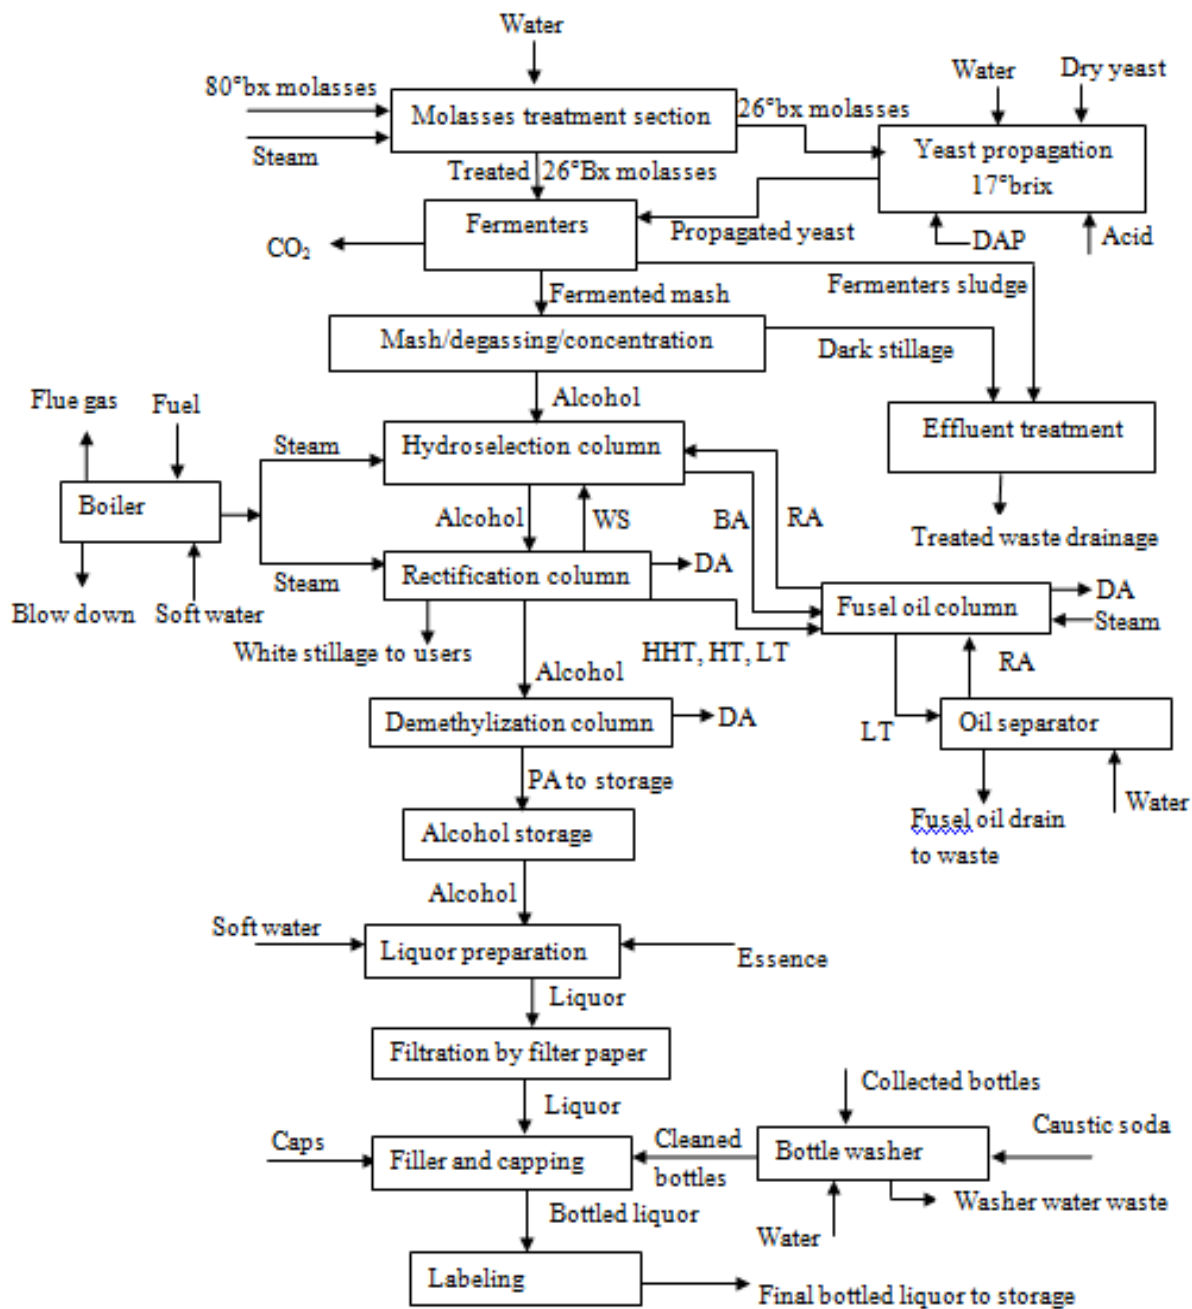 Water
80°bx molasses
Steam
Molasses treatment section
26°bx molasses
Water
Dry yeast
Yeast propagation
17°brix
Treated 26°Bx molasses
Fermenters
CO₂
Propagated yeast
DAP
Acid
Fermenters sludge
Fermented mash
Mash/degassing/concentration
Dark stillage
Alcohol
Effluent treatment
Treated waste drainage
Flue gas
Fuel
Boiler
Blow down
Soft water
Steam
Steam
Hydroselection column
Alcohol
WS
BA
RA
Rectification column
DA
White stillage to users
HHT, HT, LT
Fusel oil column
DA
Steam
Alcohol
LT
RA
Oil separator
Water
Fusel oil drain
to waste
Demethylization column
DA
PA to storage
Alcohol storage
Alcohol
Soft water
Liquor preparation
Essence
Liquor
Filtration by filter paper
Liquor
Collected bottles
Caps
Filler and capping
Cleaned
bottles
Bottle washer
Caustic soda
Washer water waste
Water
Bottled liquor
Labeling
Final bottled liquor to storage